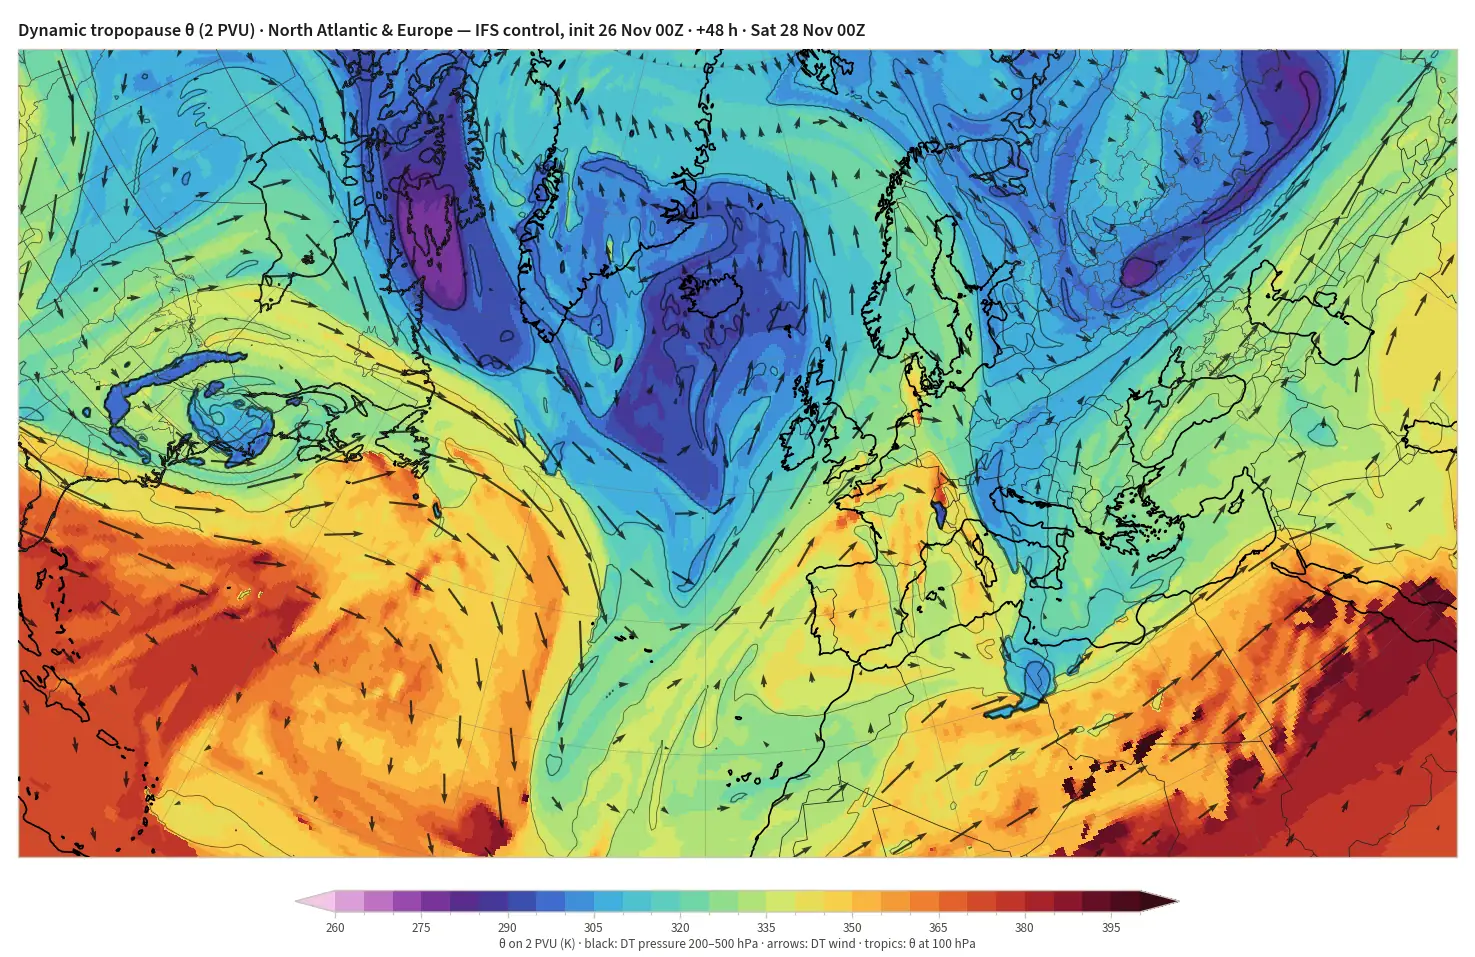 Dynamic tropopause θ (2 PVU) · North Atlantic & Europe — IFS control, init 26 Nov 00Z · +48 h · Sat 28 Nov 00Z
260 275 290 305 320 335 350 365 380 395
θ on 2 PVU (K) · black: DT pressure 200–500 hPa · arrows: DT wind · tropics: θ at 100 hPa